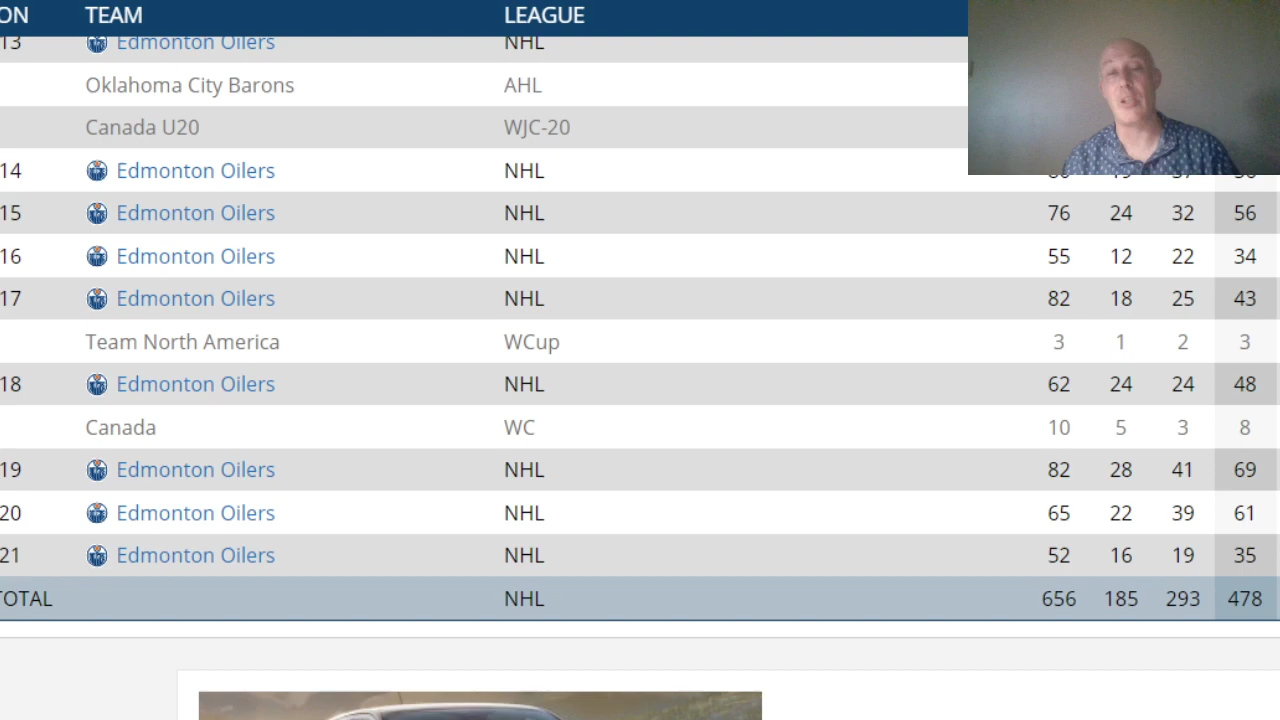 ON TEAM LEAGUE
13 Edmonton Oilers NHL
Oklahoma City Barons AHL
Canada U20 WJC-20
14 Edmonton Oilers NHL
15 Edmonton Oilers NHL 76 24 32 56
16 Edmonton Oilers NHL 55 12 22 34
17 Edmonton Oilers NHL 82 18 25 43
Team North America WCup 3 1 2 3
18 Edmonton Oilers NHL 62 24 24 48
Canada WC 10 5 3 8
19 Edmonton Oilers NHL 82 28 41 69
20 Edmonton Oilers NHL 65 22 39 61
21 Edmonton Oilers NHL 52 16 19 35
TOTAL NHL 656 185 293 478